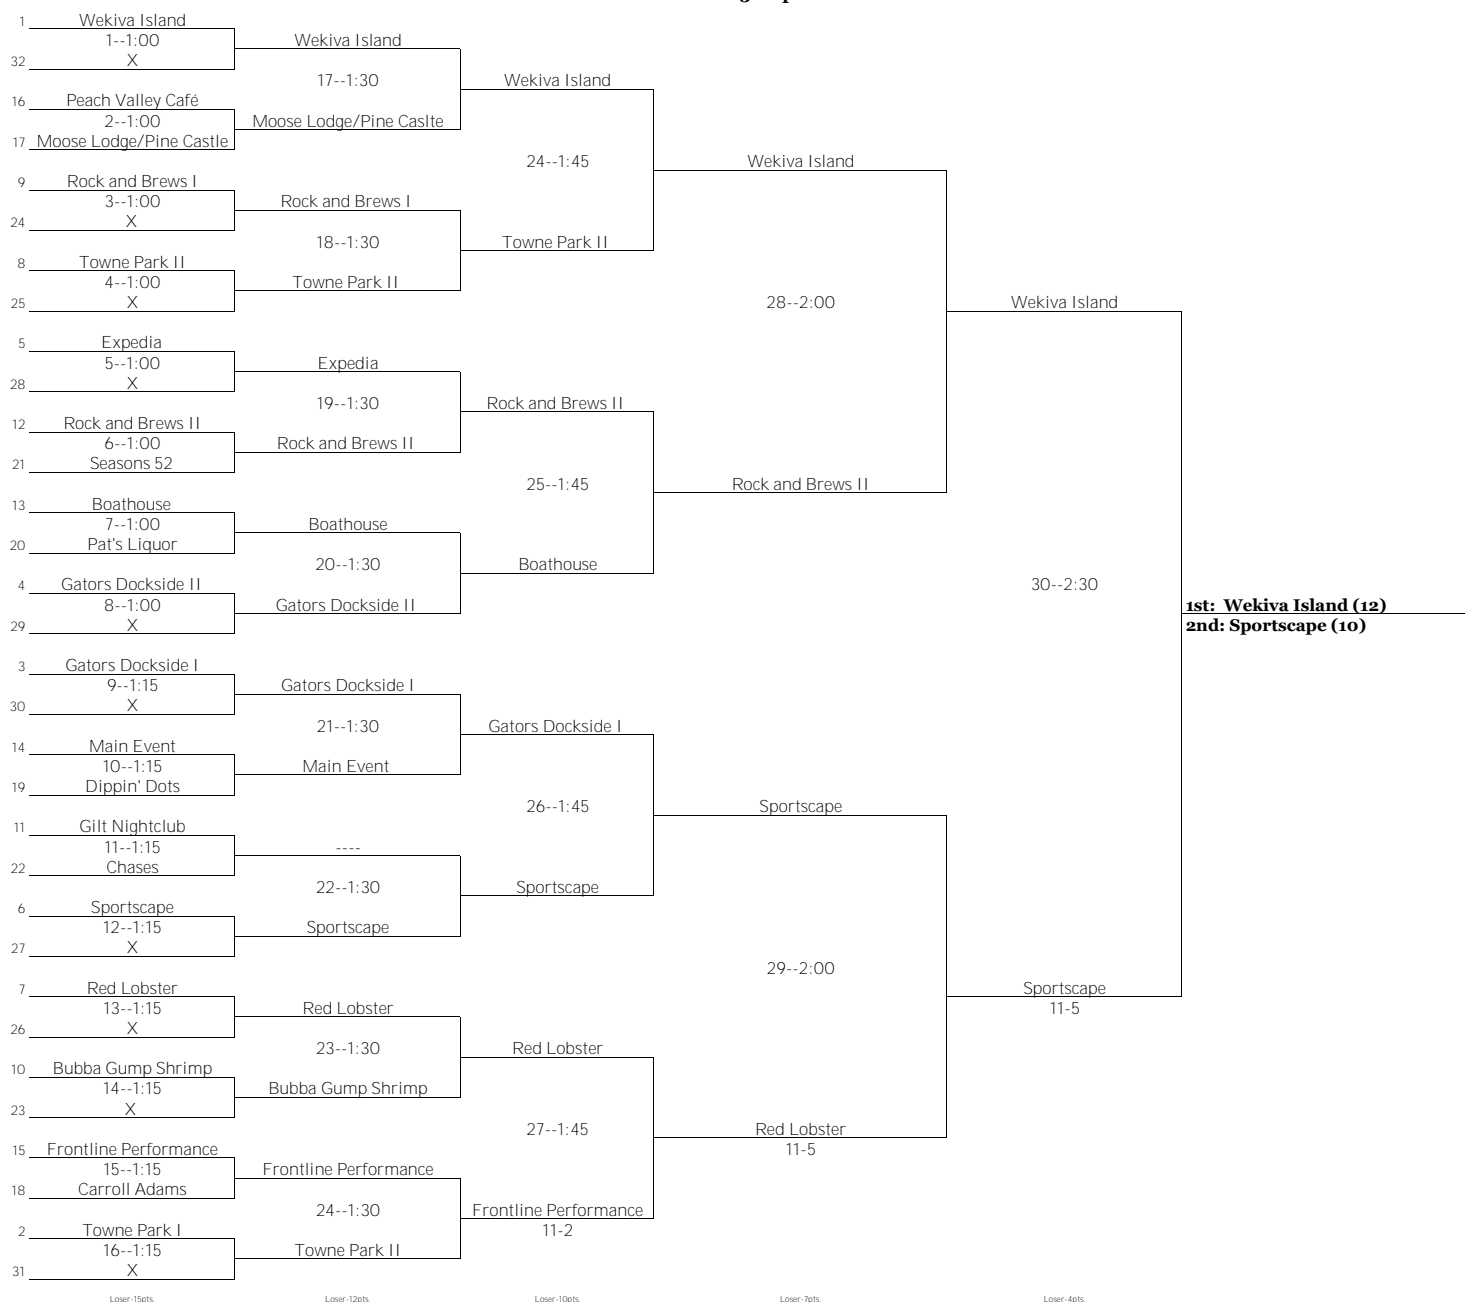 1 Wekiva Island
1--1:00
32 X
16 Peach Valley Café
2--1:00
17 Moose Lodge/Pine Castle
9 Rock and Brews I
3--1:00
24 X
8 Towne Park II
4--1:00
25 X
5 Expedia
5--1:00
28 X
12 Rock and Brews II
6--1:00
21 Seasons 52
13 Boathouse
7--1:00
20 Pat's Liquor
4 Gators Dockside II
8--1:00
29 X
3 Gators Dockside I
9--1:15
30 X
14 Main Event
10--1:15
19 Dippin' Dots
11 Gilt Nightclub
11--1:15
22 Chases
6 Sportscape
12--1:15
27 X
7 Red Lobster
13--1:15
26 X
10 Bubba Gump Shrimp
14--1:15
23 X
15 Frontline Performance
15--1:15
18 Carroll Adams
2 Towne Park I
16--1:15
31 X
Loser-15pts.
Wekiva Island
17--1:30
Moose Lodge/Pine Caslte
Rock and Brews I
18--1:30
Towne Park II
Expedia
19--1:30
Rock and Brews II
Boathouse
20--1:30
Gators Dockside II
Gators Dockside I
21--1:30
Main Event
----
22--1:30
Sportscape
Red Lobster
23--1:30
Bubba Gump Shrimp
Frontline Performance
24--1:30
Towne Park II
Loser-12pts.
Wekiva Island
24--1:45
Towne Park II
Rock and Brews II
25--1:45
Boathouse
Gators Dockside I
26--1:45
Sportscape
Red Lobster
27--1:45
Frontline Performance
11-2
Loser-10pts.
Wekiva Island
28--2:00
Rock and Brews II
Sportscape
29--2:00
Red Lobster
11-5
Loser-7pts.
Wekiva Island
30--2:30
Sportscape
11-5
Loser-4pts.
1st: Wekiva Island (12)
2nd: Sportscape (10)